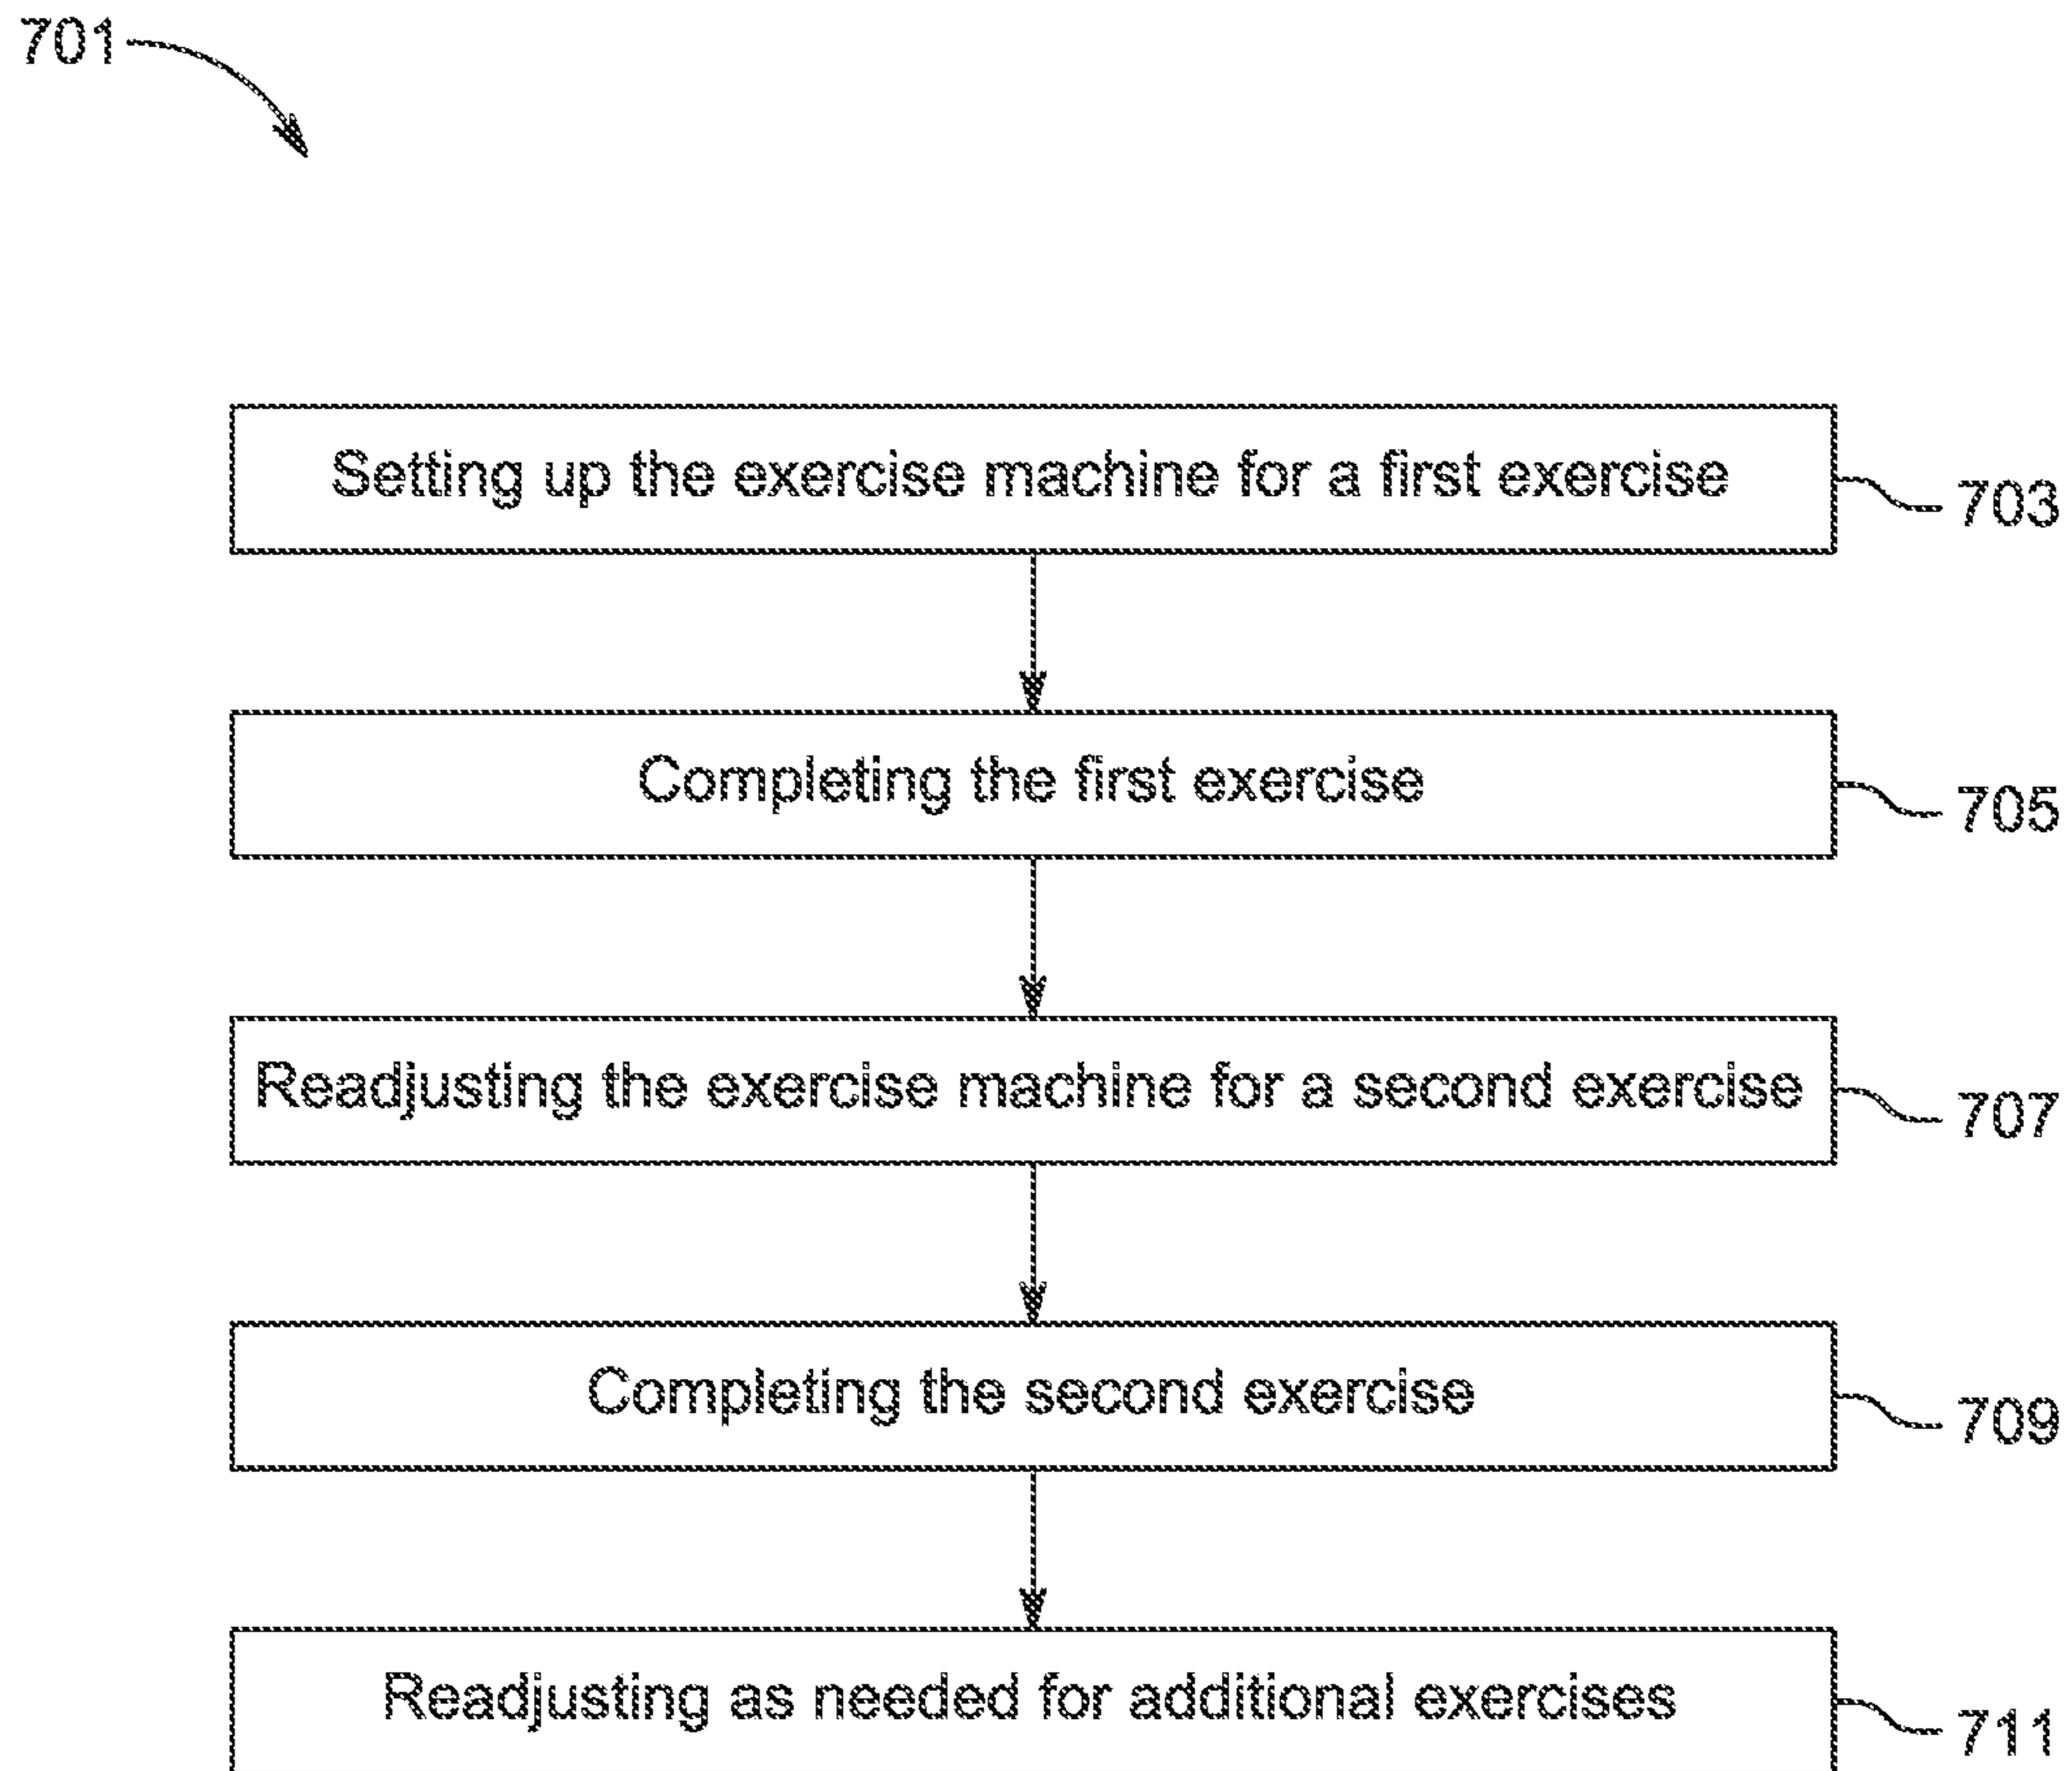 701
Setting up the exercise machine for a first exercise
703
Completing the first exercise
705
Readjusting the exercise machine for a second exercise
707
Completing the second exercise
709
Readjusting as needed for additional exercises
711